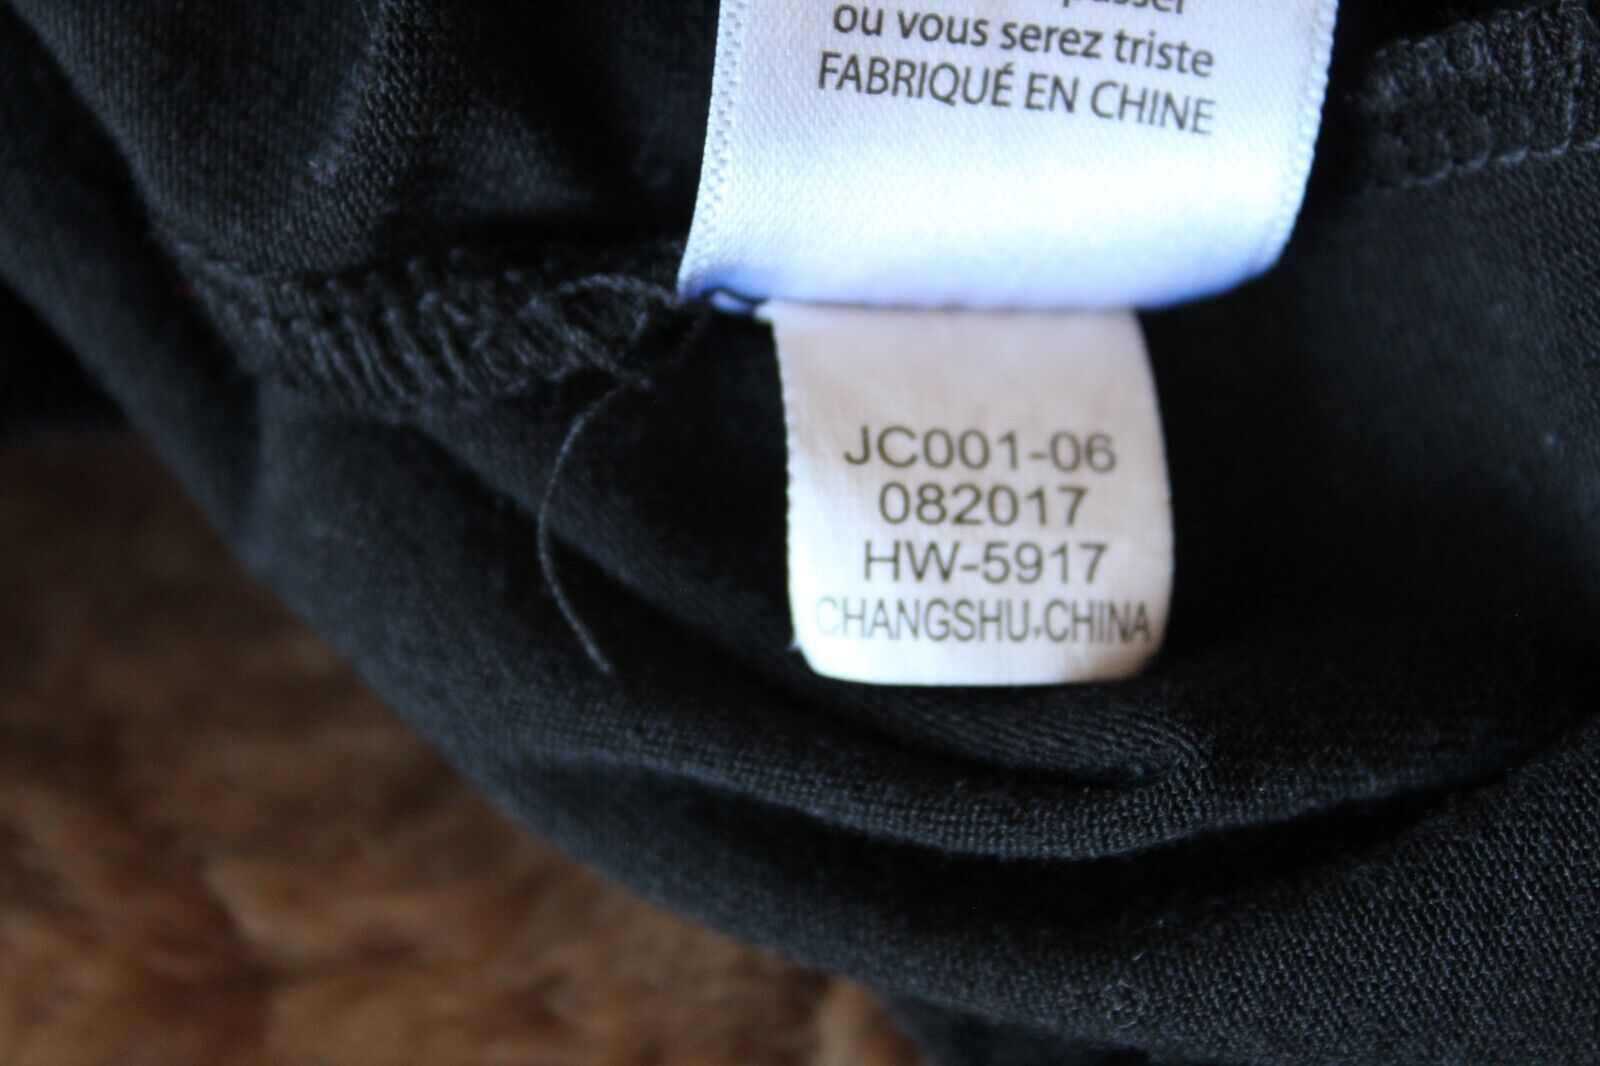 ou vous serez triste
FABRIQUÉ EN CHINE
JC001-06
082017
HW-5917
CHANGSHU,CHINA